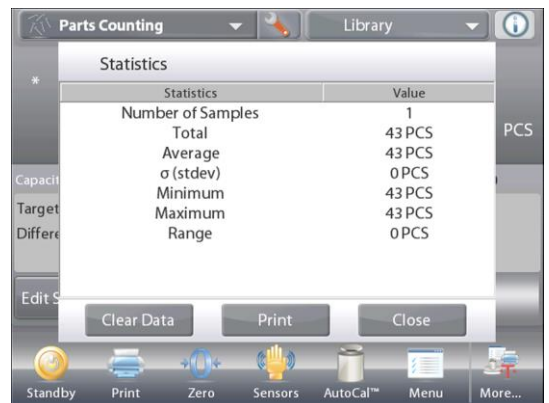 Parts Counting Library
Statistics
*
Statistics Value
Number of Samples 1
Total 43 PCS
PCS
Average 43 PCS
σ (stdev) 0 PCS
Capacit
Minimum 43 PCS
Target
Maximum 43 PCS
Differe
Range 0 PCS
Edit S
Clear Data Print Close
Standby Print Zero Sensors AutoCal™ Menu More...